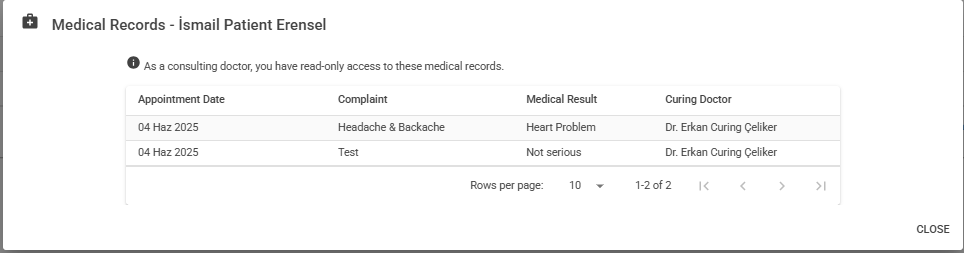 Medical Records - İsmail Patient Erensel
As a consulting doctor, you have read-only access to these medical records.
Appointment Date Complaint Medical Result Curing Doctor
04 Haz 2025 Headache & Backache Heart Problem Dr. Erkan Curing Çeliker
04 Haz 2025 Test Not serious Dr. Erkan Curing Çeliker
Rows per page: 10 1-2 of 2
CLOSE